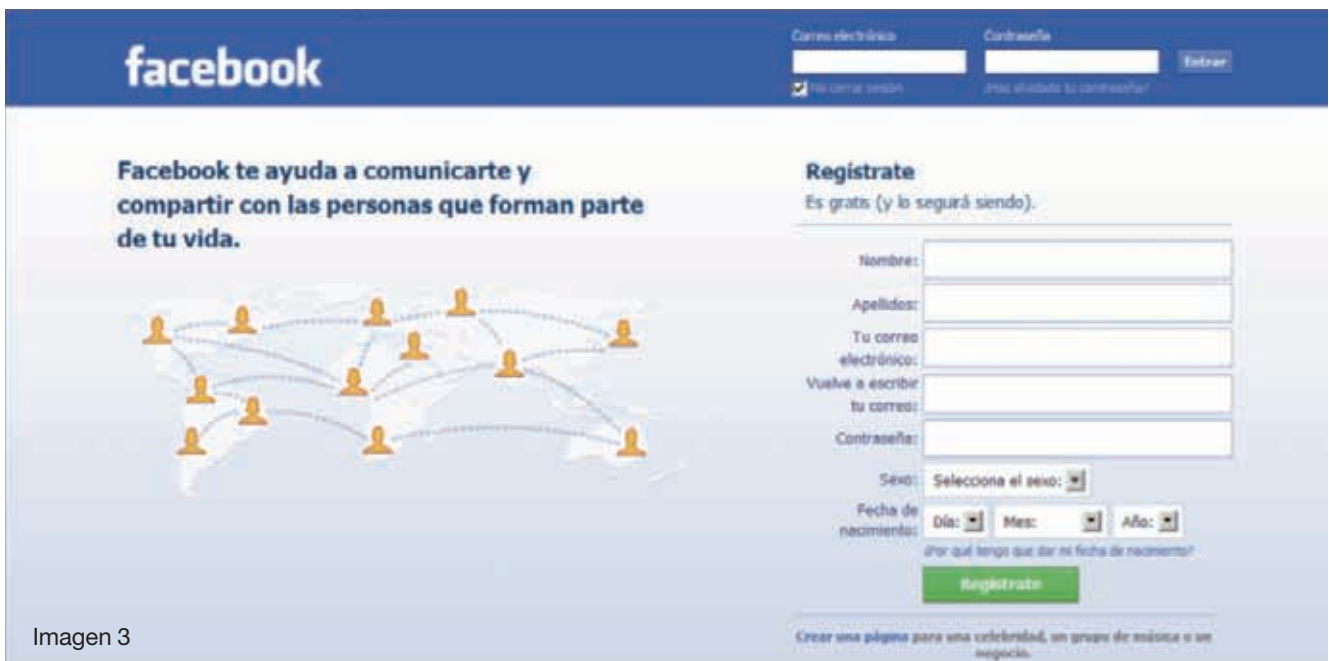 facebook
Correo electrónico
Contraseña
Entrar
No cerrar sesión
¿Has olvidado tu contraseña?
Facebook te ayuda a comunicarte y
compartir con las personas que forman parte
de tu vida.
Regístrate
Es gratis (y lo seguirá siendo).
Nombre:
Apellidos:
Tu correo
electrónico:
Vuelve a escribir
tu correo:
Contraseña:
Sexo: Selecciona el sexo:
Fecha de
nacimiento: Día: Mes: Año:
¿Por qué tengo que dar mi fecha de nacimiento?
Regístrate
Crear una página para una celebridad, un grupo de música o un
negocio.
Imagen 3